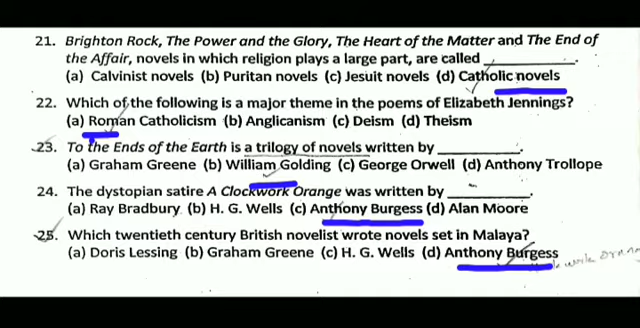 21. Brighton Rock, The Power and the Glory, The Heart of the Matter and The End of
the Affair, novels in which religion plays a large part, are called ___________.
(a) Calvinist novels (b) Puritan novels (c) Jesuit novels (d) Catholic novels
22. Which of the following is a major theme in the poems of Elizabeth Jennings?
(a) Roman Catholicism (b) Anglicanism (c) Deism (d) Theism
23. To the Ends of the Earth is a trilogy of novels written by ___________.
(a) Graham Greene (b) William Golding (c) George Orwell (d) Anthony Trollope
24. The dystopian satire A Clockwork Orange was written by ___________.
(a) Ray Bradbury (b) H. G. Wells (c) Anthony Burgess (d) Alan Moore
25. Which twentieth century British novelist wrote novels set in Malaya?
(a) Doris Lessing (b) Graham Greene (c) H. G. Wells (d) Anthony Burgess